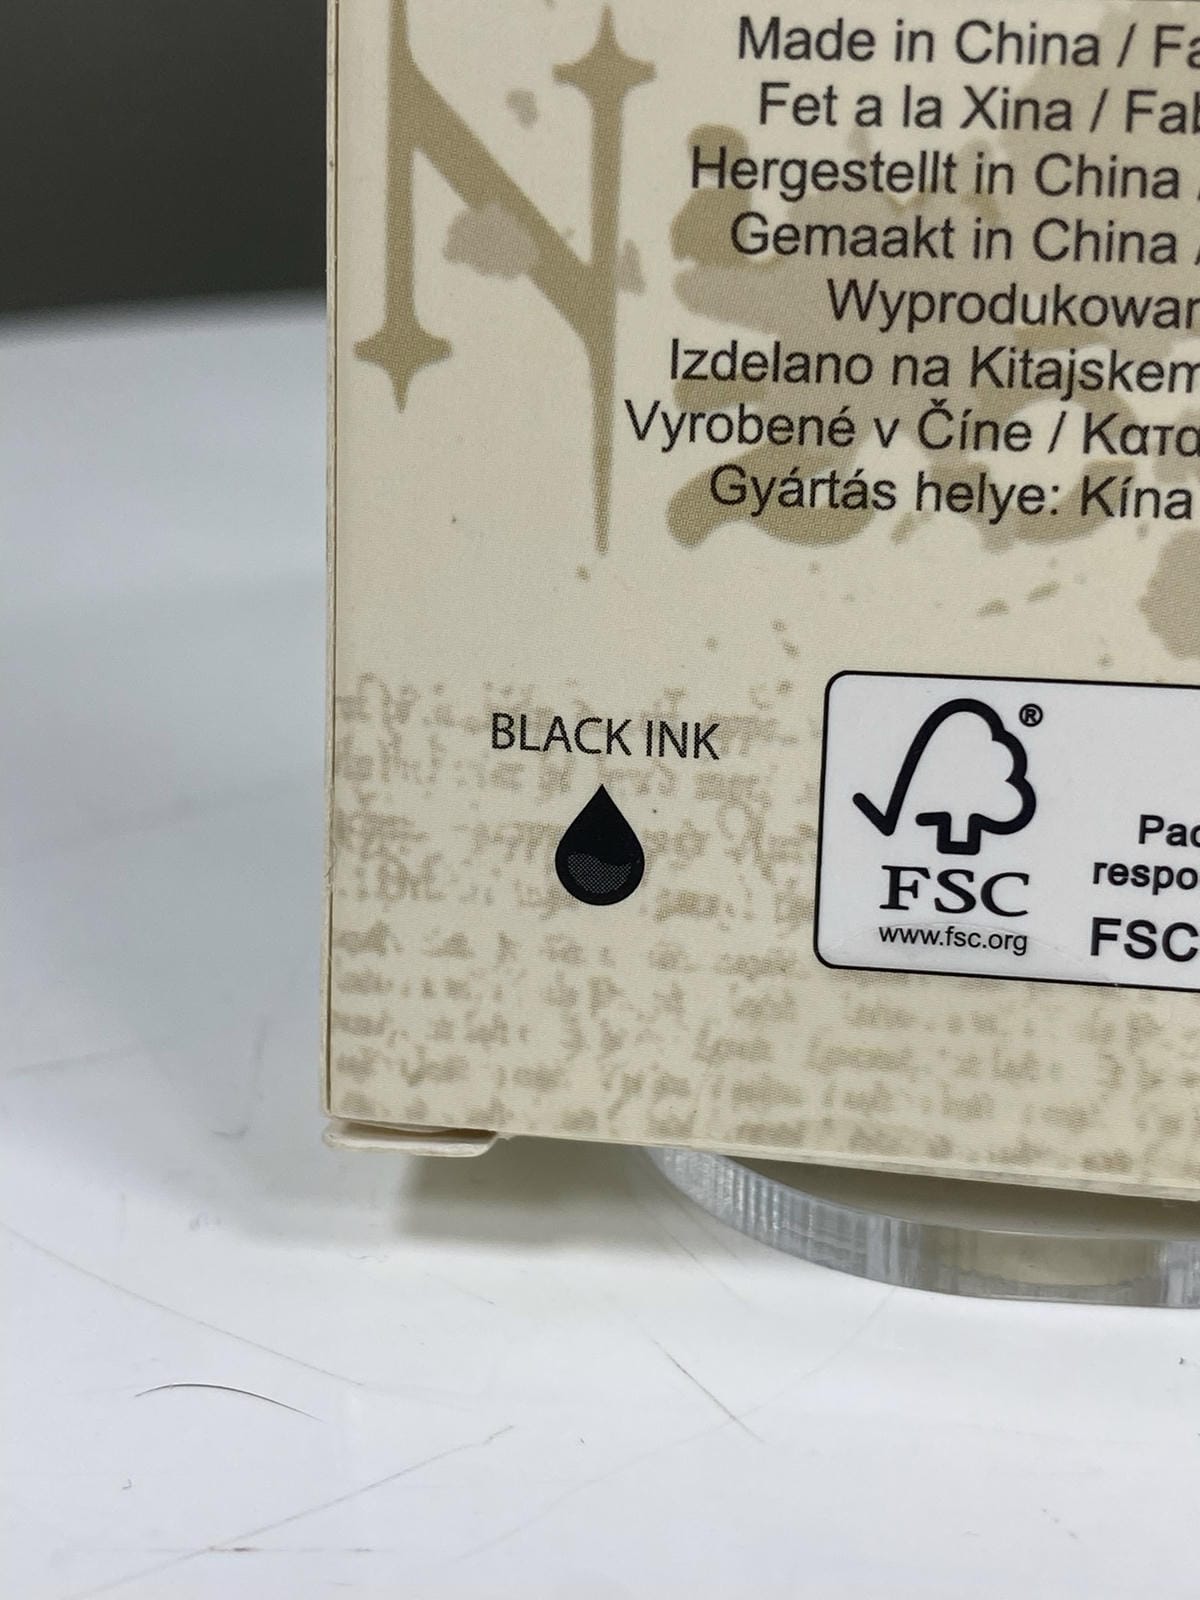 Made in China / Fa
Fet a la Xina / Fab
Hergestellt in China /
Gemaakt in China /
Wyprodukowan
Izdelano na Kitajskem
Vyrobené v Číne / Κατα
Gyártás helye: Kína
BLACK INK
®
FSC
www.fsc.org
Pac
respo
FSC